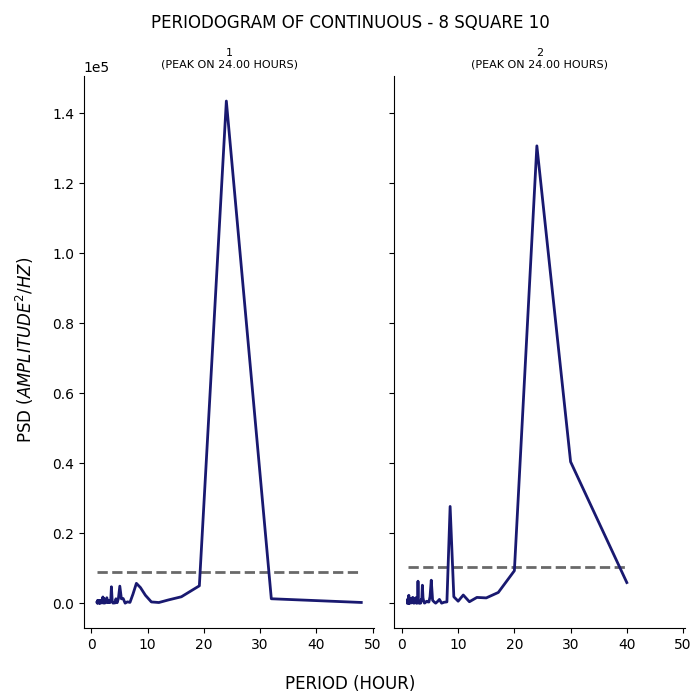 PERIODOGRAM OF CONTINUOUS - 8 SQUARE 10
1
(PEAK ON 24.00 HOURS)
2
(PEAK ON 24.00 HOURS)
1e5
1.4
1.2
1.0
0.8
0.6
0.4
0.2
0.0
PSD (AMPLITUDE²/HZ)
0 10 20 30 40 50
0 10 20 30 40 50
PERIOD (HOUR)